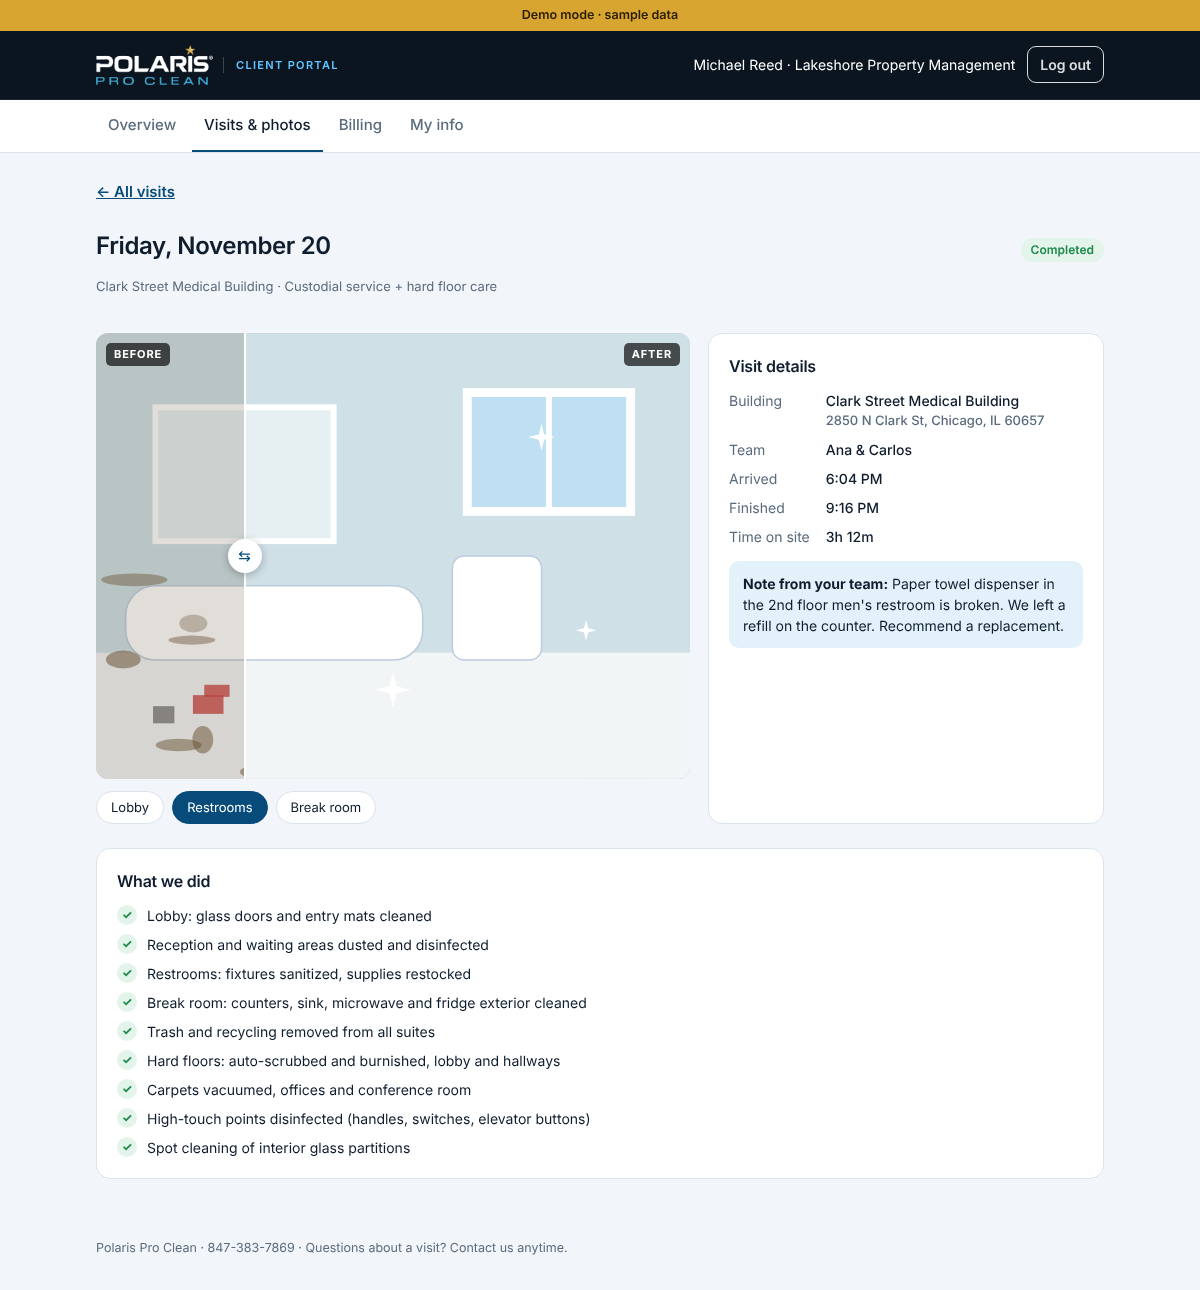 Demo mode · sample data
POLARIS®
PRO CLEAN
CLIENT PORTAL
Michael Reed · Lakeshore Property Management
Log out
Overview
Visits & photos
Billing
My info
← All visits
Friday, November 20
Completed
Clark Street Medical Building · Custodial service + hard floor care
BEFORE
AFTER
Lobby
Restrooms
Break room
Visit details
Building
Clark Street Medical Building
2850 N Clark St, Chicago, IL 60657
Team
Ana & Carlos
Arrived
6:04 PM
Finished
9:16 PM
Time on site
3h 12m
Note from your team: Paper towel dispenser in
the 2nd floor men's restroom is broken. We left a
refill on the counter. Recommend a replacement.
What we did
Lobby: glass doors and entry mats cleaned
Reception and waiting areas dusted and disinfected
Restrooms: fixtures sanitized, supplies restocked
Break room: counters, sink, microwave and fridge exterior cleaned
Trash and recycling removed from all suites
Hard floors: auto-scrubbed and burnished, lobby and hallways
Carpets vacuumed, offices and conference room
High-touch points disinfected (handles, switches, elevator buttons)
Spot cleaning of interior glass partitions
Polaris Pro Clean · 847-383-7869 · Questions about a visit? Contact us anytime.